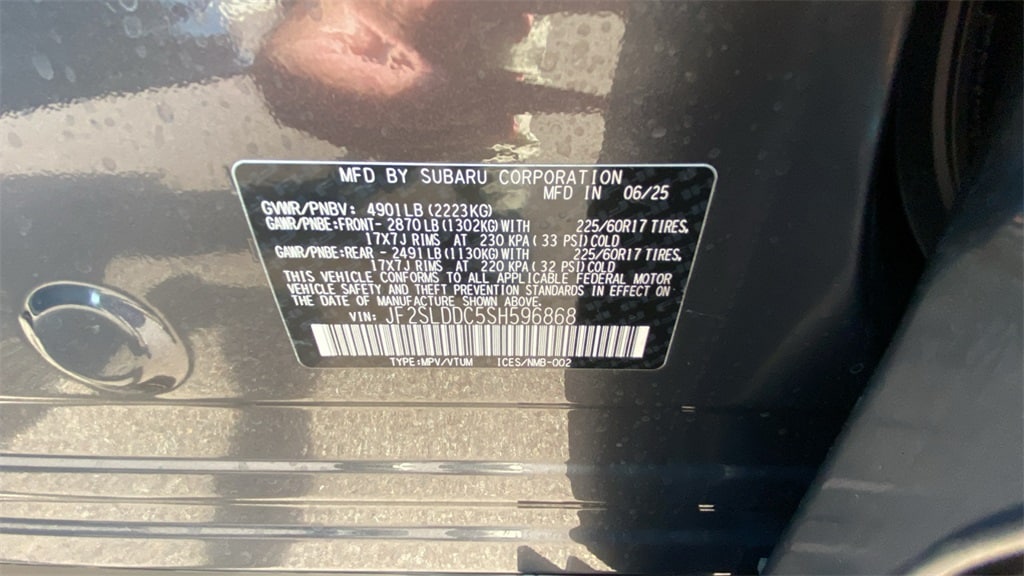 MFD BY SUBARU CORPORATION
MFD IN 06/25
GVWR/PNBV: 4901LB (2223KG)
GAWR/PNBE:FRONT- 2870LB (1302KG) WITH 225/60R17 TIRES,
17X7J RIMS AT 230 KPA ( 33 PSI) COLD
GAWR/PNBE:REAR - 2491LB (1130KG) WITH 225/60R17 TIRES.
17X7J RIMS AT 220 KPA (32 PSI) COLD
THIS VEHICLE CONFORMS TO ALL APPLICABLE FEDERAL MOTOR
VEHICLE SAFETY AND THEFT PREVENTION STANDARDS IN EFFECT ON
THE DATE OF MANUFACTURE SHOWN ABOVE.
VIN: JF2SLDDC5SH596868
TYPE:MPV/VTUM ICES/NMB-002